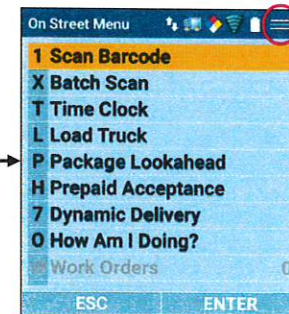 On Street Menu
1 Scan Barcode
X Batch Scan
T Time Clock
L Load Truck
P Package Lookahead
H Prepaid Acceptance
7 Dynamic Delivery
O How Am I Doing?
W Work Orders 0
ESC ENTER